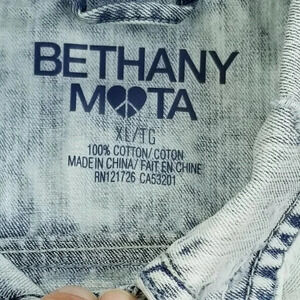 BETHANY
MOTA
XL/TG
100% COTTON/COTON
MADE IN CHINA/FAIT EN CHINE
RN121726 CA53201